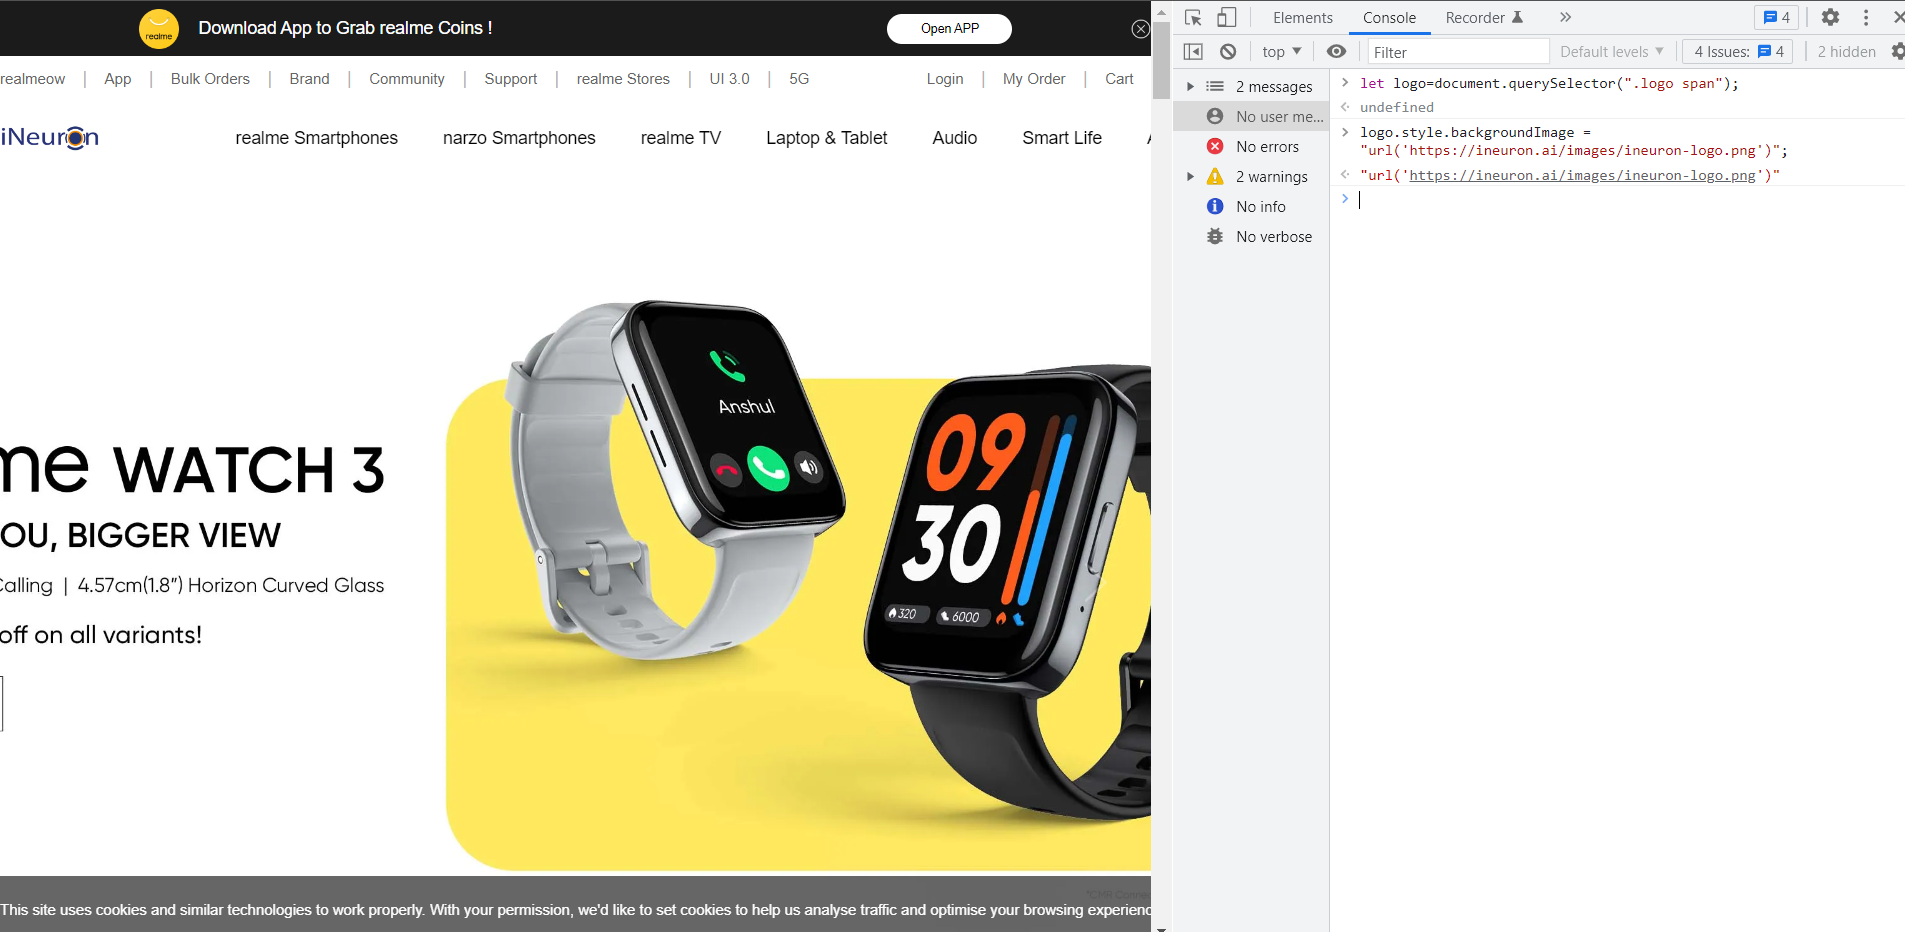 realme
Download App to Grab realme Coins !
Open APP
realmeow | App | Bulk Orders | Brand | Community | Support | realme Stores | UI 3.0 | 5G
Login | My Order | Cart
iNeuron
realme Smartphones narzo Smartphones realme TV Laptop & Tablet Audio Smart Life
Anshul
09
30
320
6000
me WATCH 3
OU, BIGGER VIEW
Calling | 4.57cm(1.8”) Horizon Curved Glass
off on all variants!
This site uses cookies and similar technologies to work properly. With your permission, we'd like to set cookies to help us analyse traffic and optimise your browsing experienc
Elements Console Recorder
4
top
Filter
Default levels
4 Issues: 4
2 hidden
2 messages
No user me...
No errors
2 warnings
No info
No verbose
let logo=document.querySelector(".logo span");
undefined
logo.style.backgroundImage =
"url('https://ineuron.ai/images/ineuron-logo.png')";
"url('https://ineuron.ai/images/ineuron-logo.png')"